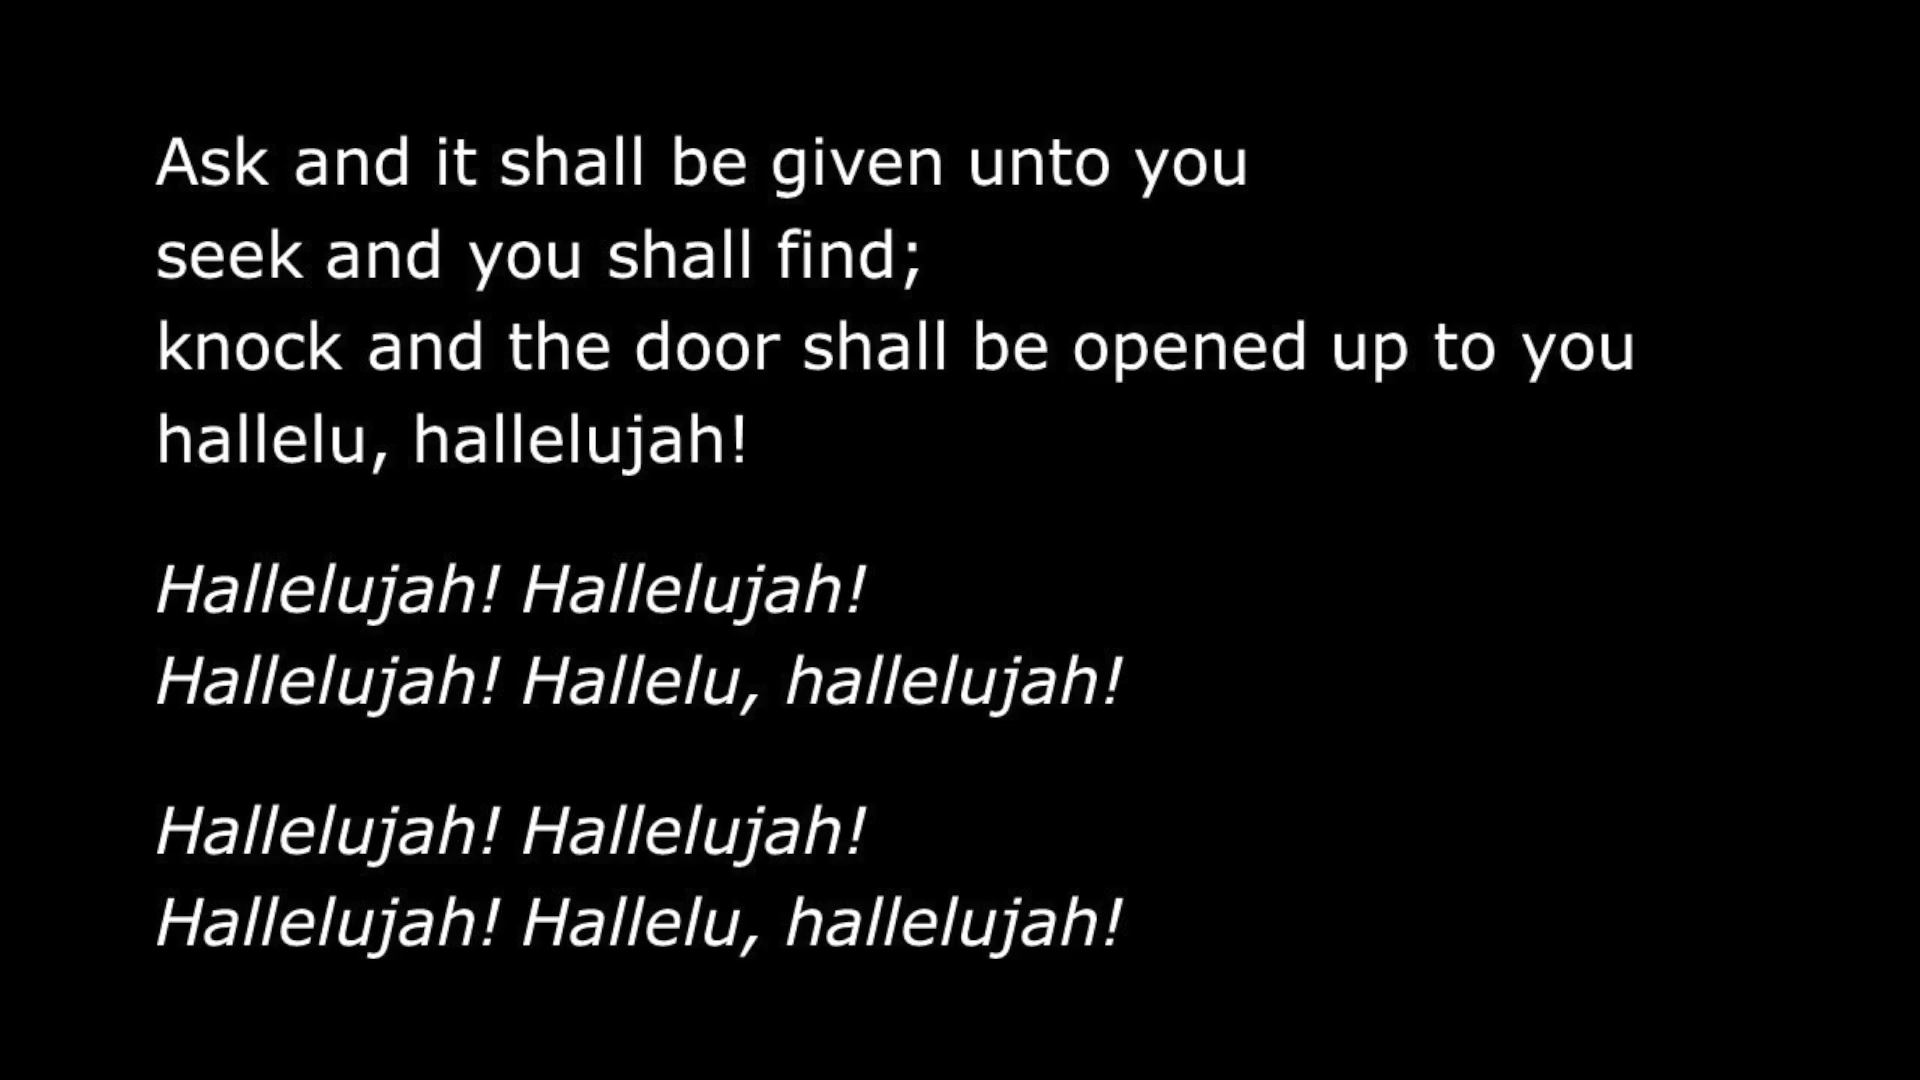 Ask and it shall be given unto you
seek and you shall find;
knock and the door shall be opened up to you
hallelu, hallelujah!
Hallelujah! Hallelujah!
Hallelujah! Hallelu, hallelujah!
Hallelujah! Hallelujah!
Hallelujah! Hallelu, hallelujah!